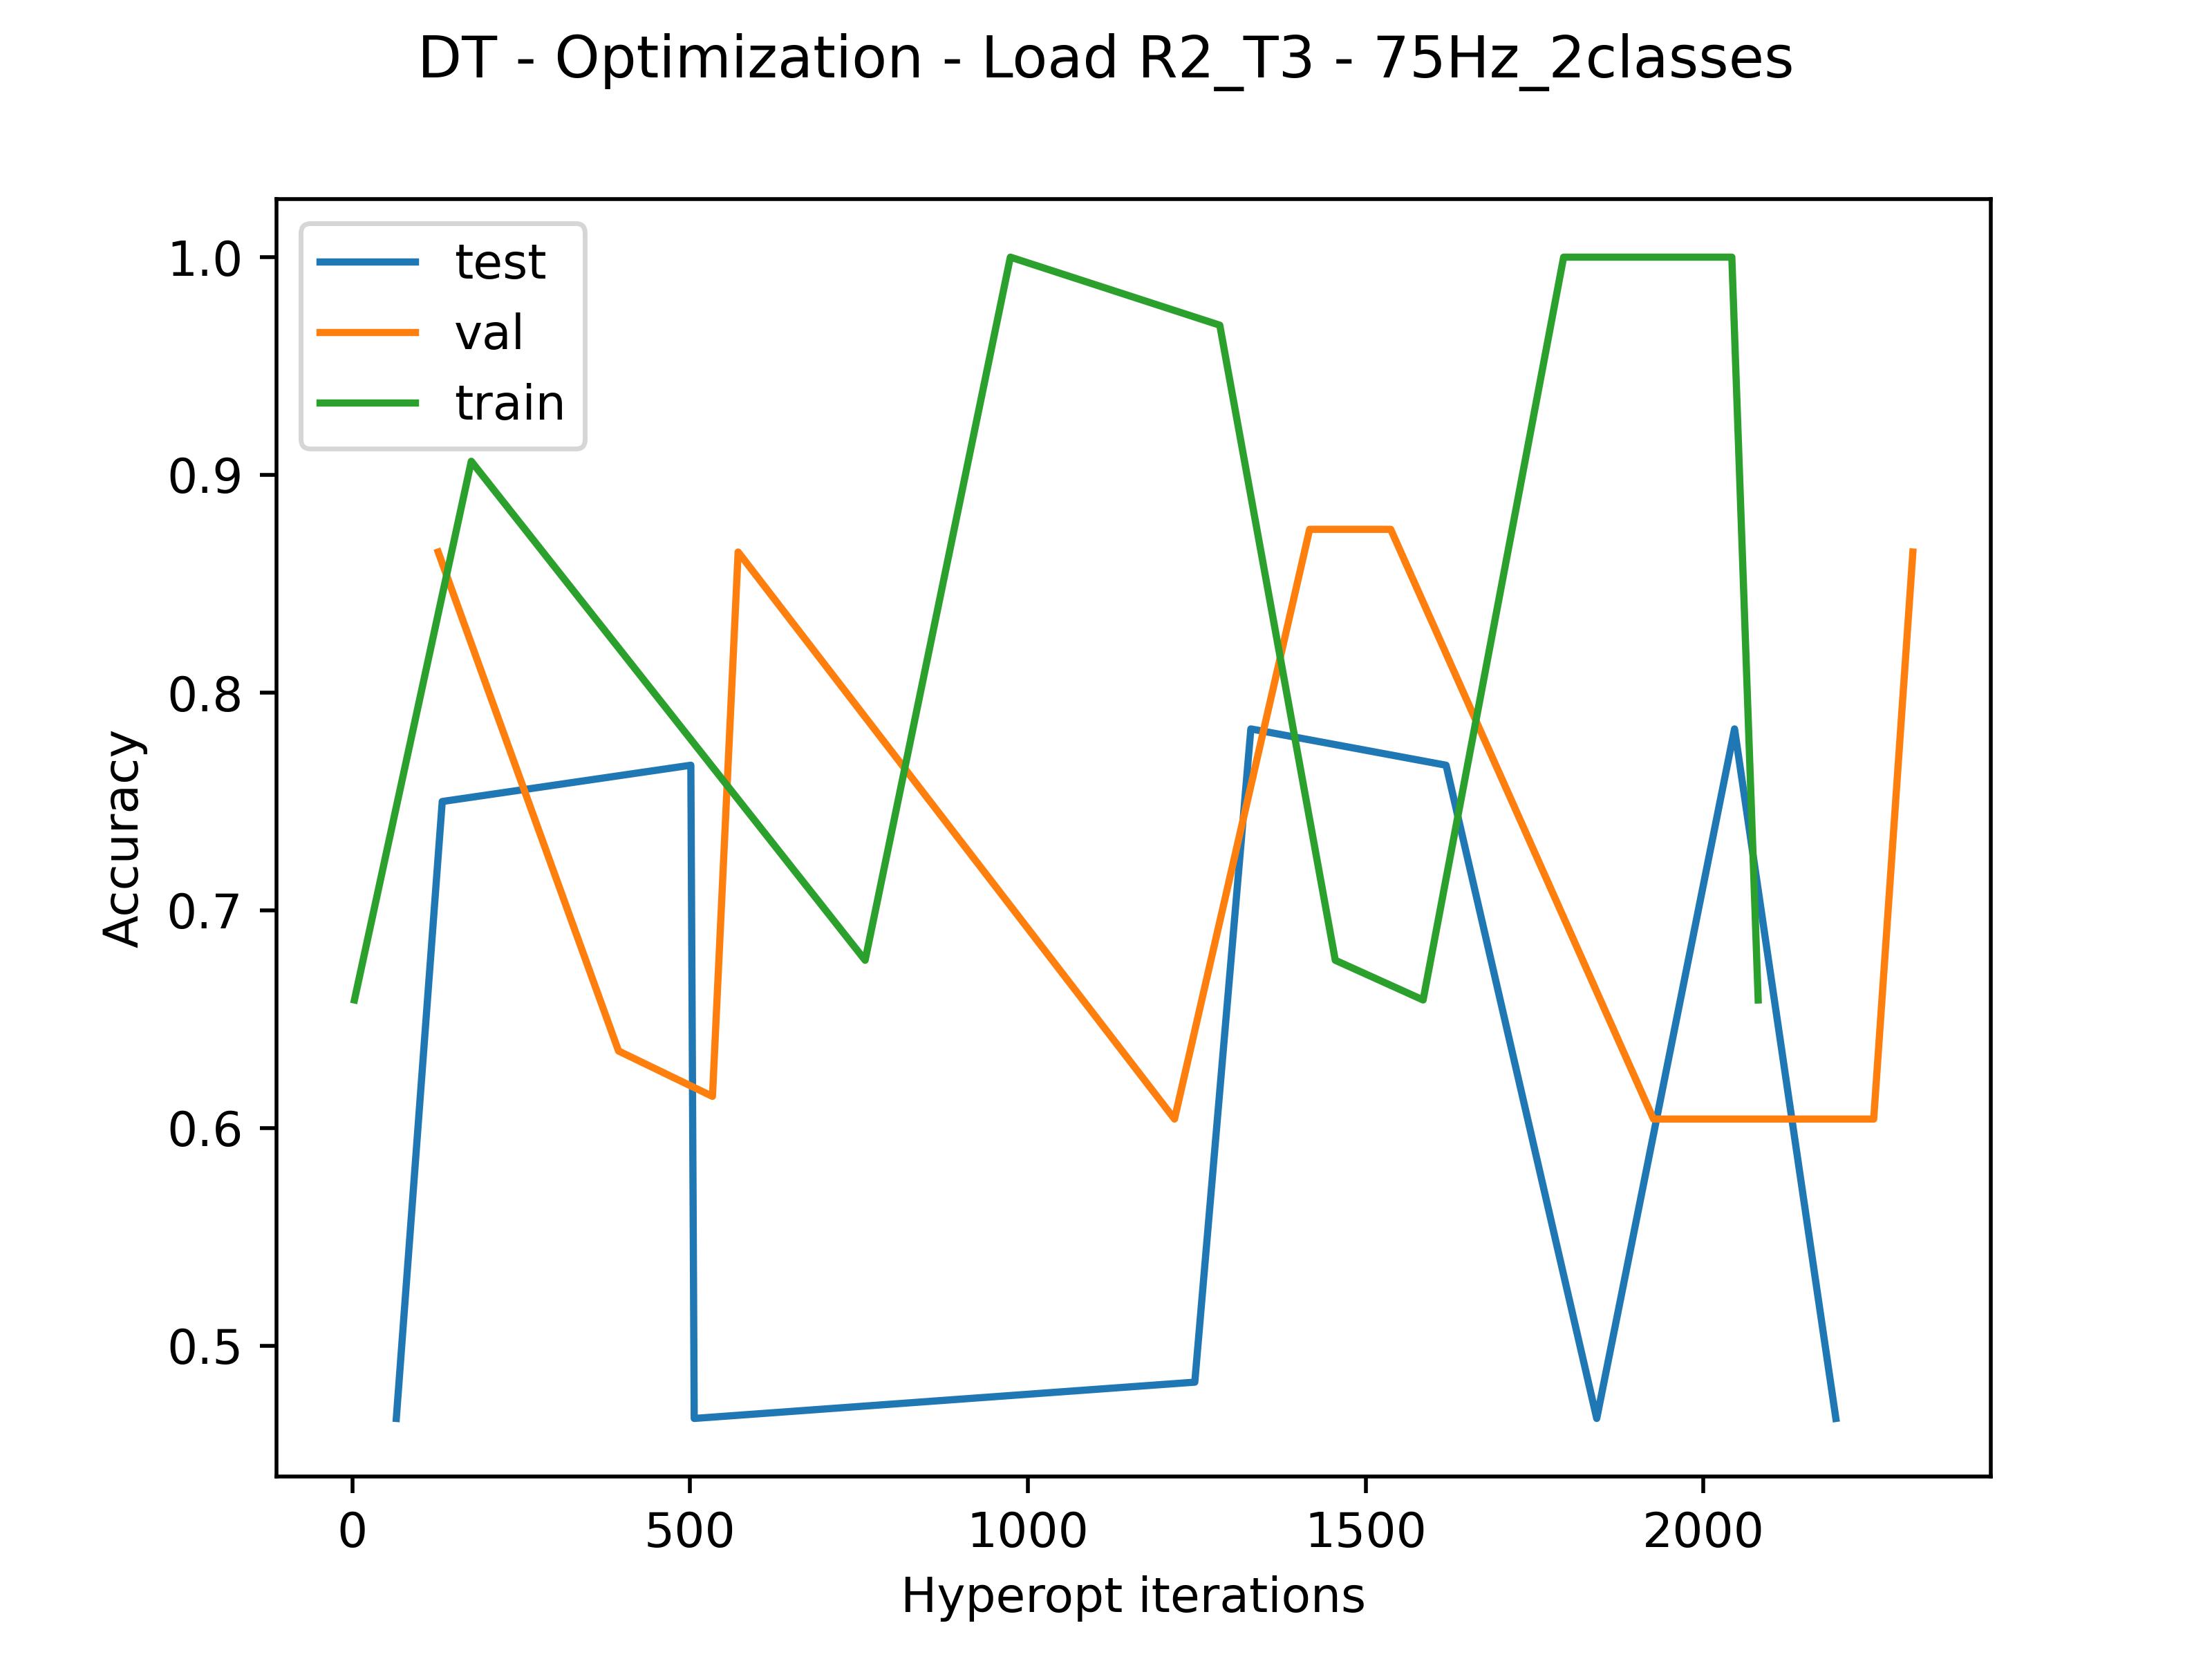 DT - Optimization - Load R2_T3 - 75Hz_2classes
test
val
train
1.0
0.9
0.8
0.7
0.6
0.5
Accuracy
0 500 1000 1500 2000
Hyperopt iterations